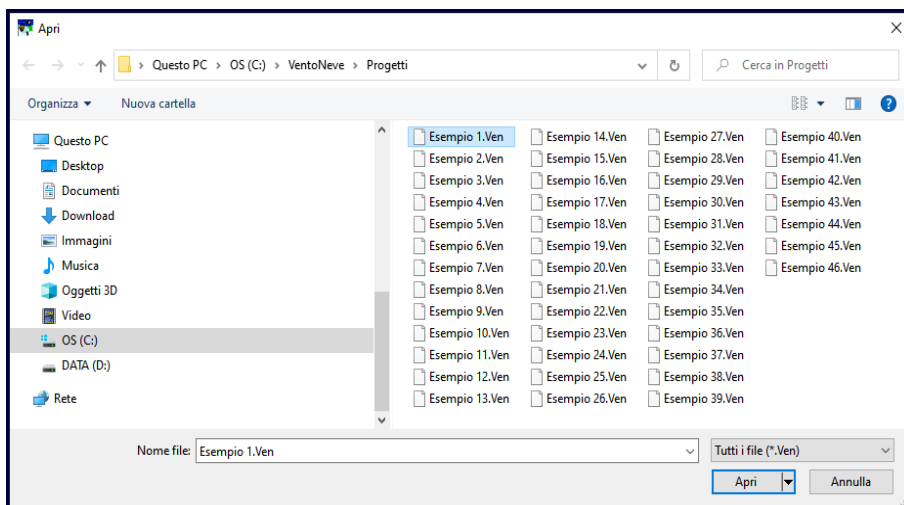 Apri
Questo PC > OS (C:) > VentoNeve > Progetti
Cerca in Progetti
Organizza
Nuova cartella
Questo PC
Desktop
Documenti
Download
Immagini
Musica
Oggetti 3D
Video
OS (C:)
DATA (D:)
Rete
Esempio 1.Ven
Esempio 2.Ven
Esempio 3.Ven
Esempio 4.Ven
Esempio 5.Ven
Esempio 6.Ven
Esempio 7.Ven
Esempio 8.Ven
Esempio 9.Ven
Esempio 10.Ven
Esempio 11.Ven
Esempio 12.Ven
Esempio 13.Ven
Esempio 14.Ven
Esempio 15.Ven
Esempio 16.Ven
Esempio 17.Ven
Esempio 18.Ven
Esempio 19.Ven
Esempio 20.Ven
Esempio 21.Ven
Esempio 22.Ven
Esempio 23.Ven
Esempio 24.Ven
Esempio 25.Ven
Esempio 26.Ven
Esempio 27.Ven
Esempio 28.Ven
Esempio 29.Ven
Esempio 30.Ven
Esempio 31.Ven
Esempio 32.Ven
Esempio 33.Ven
Esempio 34.Ven
Esempio 35.Ven
Esempio 36.Ven
Esempio 37.Ven
Esempio 38.Ven
Esempio 39.Ven
Esempio 40.Ven
Esempio 41.Ven
Esempio 42.Ven
Esempio 43.Ven
Esempio 44.Ven
Esempio 45.Ven
Esempio 46.Ven
Nome file: Esempio 1.Ven
Tutti i file (*.Ven)
Apri
Annulla